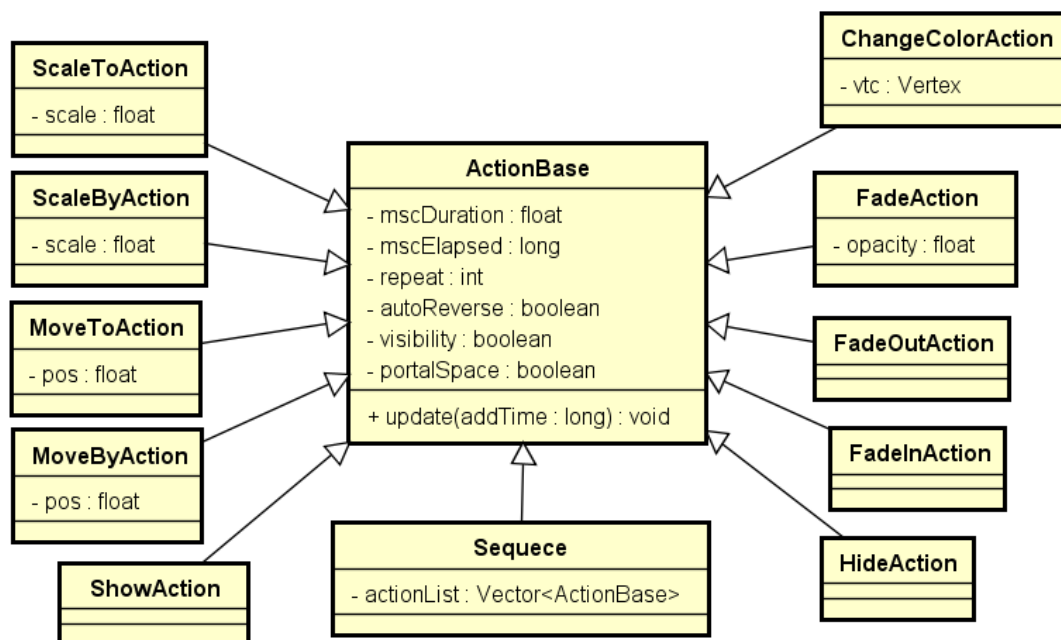 ScaleToAction
- scale : float
ScaleByAction
- scale : float
MoveToAction
- pos : float
MoveByAction
- pos : float
ShowAction
ActionBase
- mscDuration : float
- mscElapsed : long
- repeat : int
- autoReverse : boolean
- visibility : boolean
- portalSpace : boolean
+ update(addTime : long) : void
Sequece
- actionList : Vector<ActionBase>
ChangeColorAction
- vtc : Vertex
FadeAction
- opacity : float
FadeOutAction
FadeInAction
HideAction